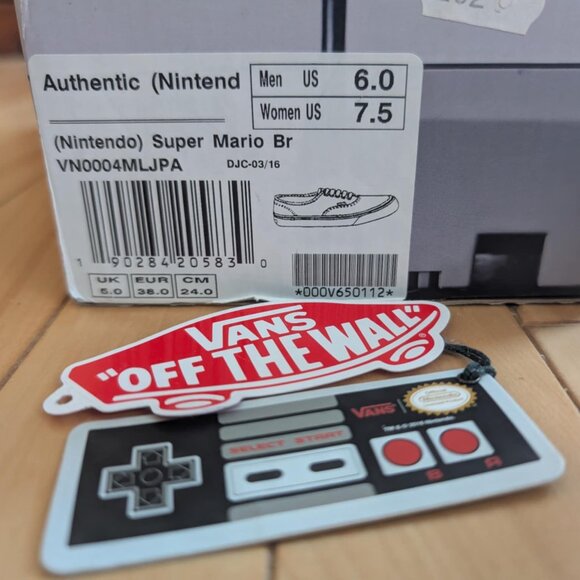 Authentic (Nintend
Men US 6.0
Women US 7.5
(Nintendo) Super Mario Br
VN0004MLJPA DJC-03/16
1 90284 20583 0
UK EUR CM
5.0 38.0 24.0
*000V650112*
VANS
"OFF THE WALL"
VANS
Nintendo
SELECT START
B A